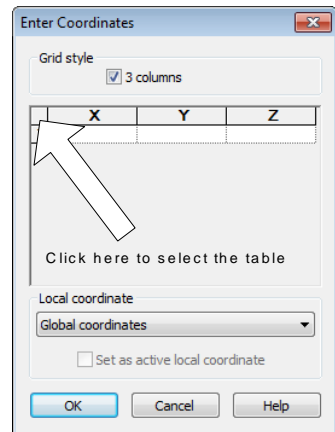 Enter Coordinates
Grid style
3 columns
X Y Z
Click here to select the table
Local coordinate
Global coordinates
Set as active local coordinate
OK Cancel Help